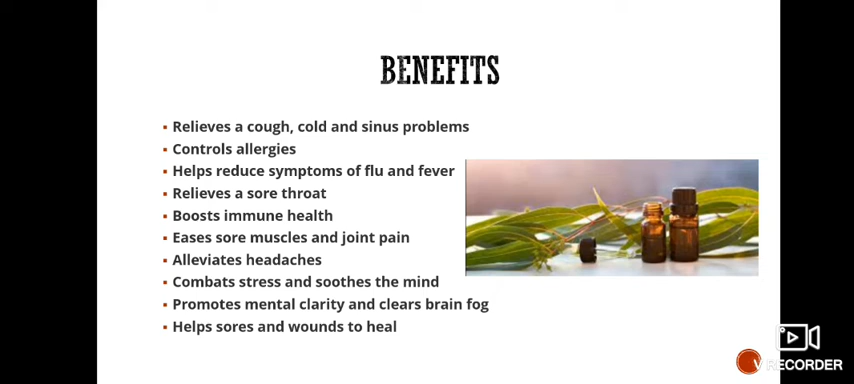 BENEFITS
Relieves a cough, cold and sinus problems
Controls allergies
Helps reduce symptoms of flu and fever
Relieves a sore throat
Boosts immune health
Eases sore muscles and joint pain
Alleviates headaches
Combats stress and soothes the mind
Promotes mental clarity and clears brain fog
Helps sores and wounds to heal
V RECORDER